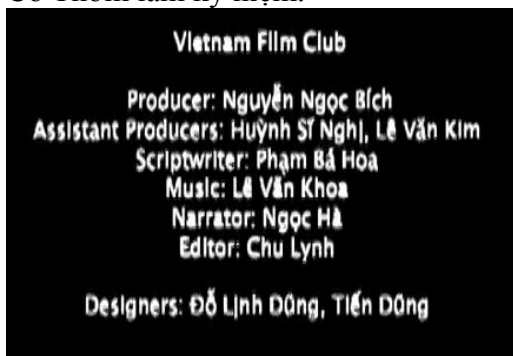 Vietnam Film Club
Producer: Nguyễn Ngọc Bích
Assistant Producers: Huỳnh Sĩ Nghị, Lê Văn Kim
Scriptwriter: Phạm Bá Hoa
Music: Lê Văn Khoa
Narrator: Ngọc Hà
Editor: Chu Lynh
Designers: Đỗ Lịnh Dũng, Tiến Dũng